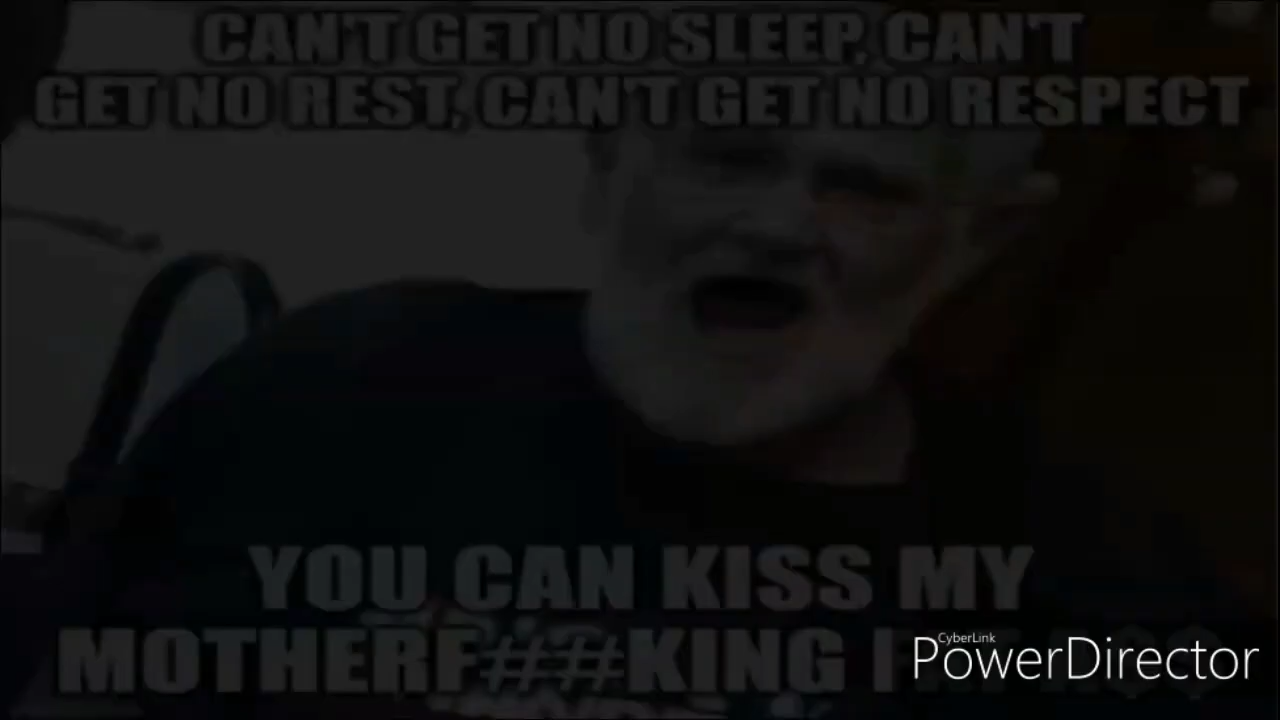 CAN'T GET NO SLEEP, CAN'T
GET NO REST, CAN'T GET NO RESPECT
YOU CAN KISS MY
MOTHERF##KING
CyberLink
PowerDirector